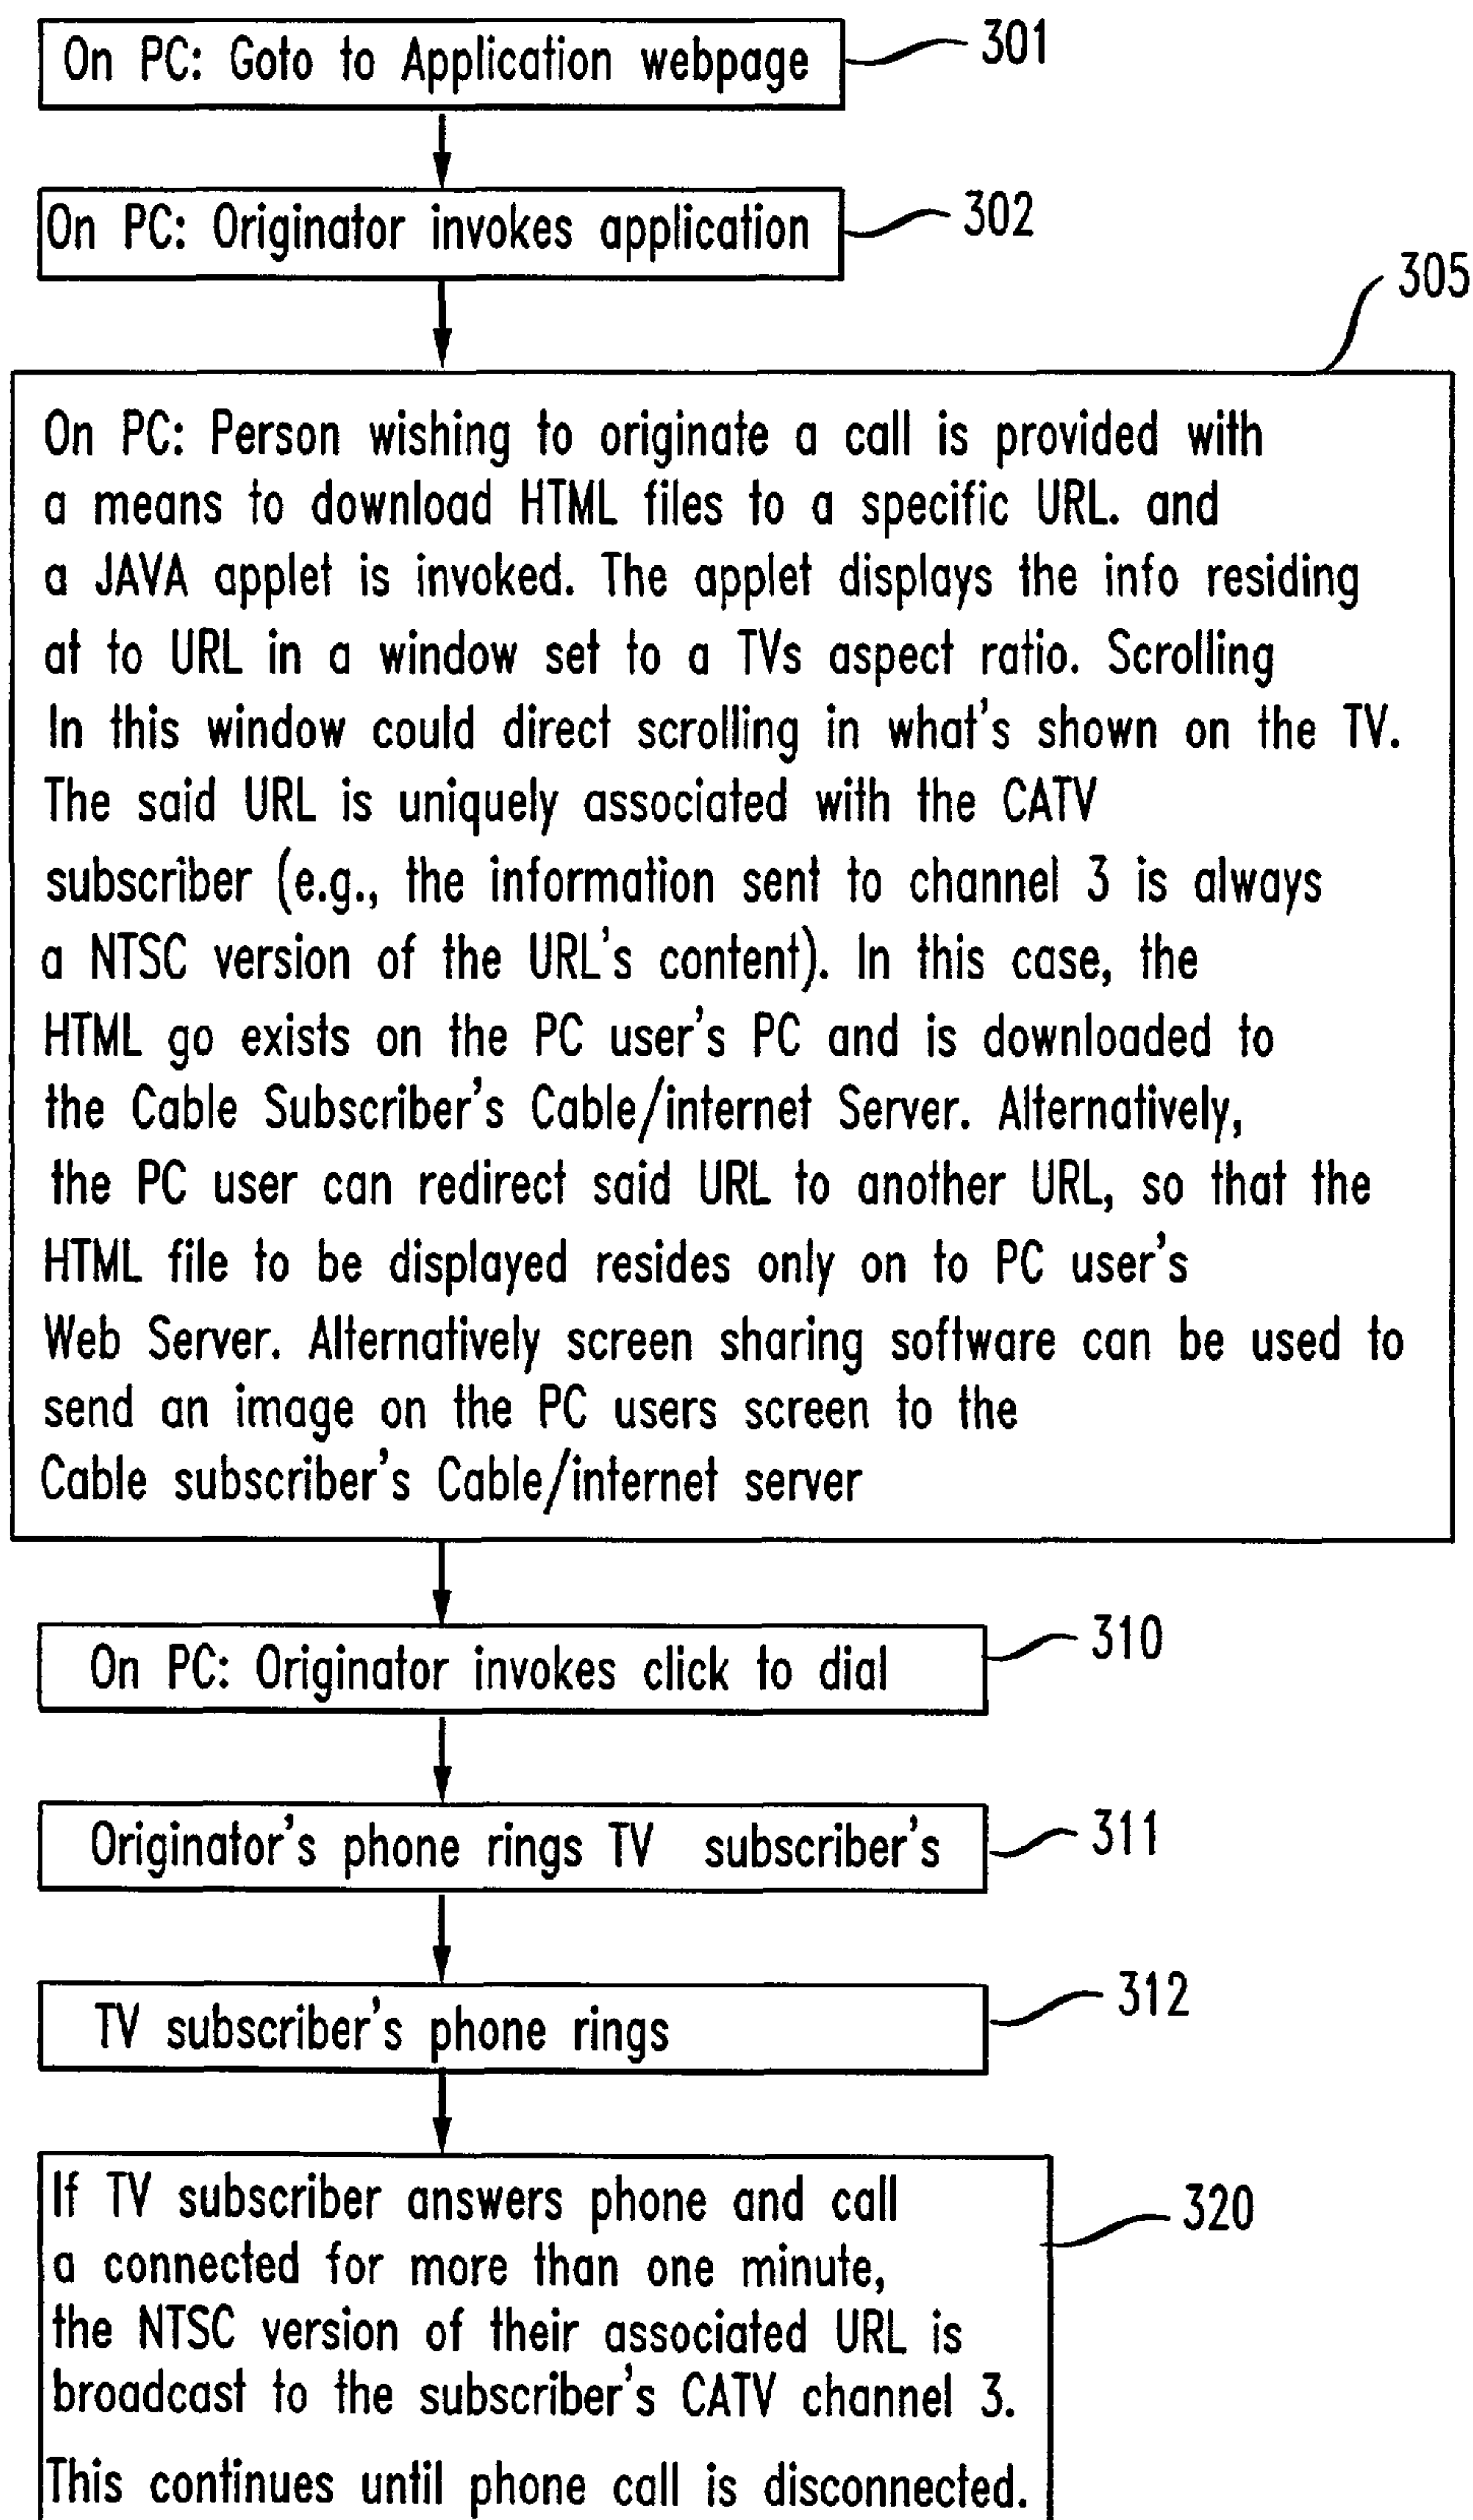 On PC: Goto to Application webpage
301
On PC: Originator invokes application
302
305
On PC: Person wishing to originate a call is provided with
a means to download HTML files to a specific URL. and
a JAVA applet is invoked. The applet displays the info residing
at to URL in a window set to a TVs aspect ratio. Scrolling
In this window could direct scrolling in what's shown on the TV.
The said URL is uniquely associated with the CATV
subscriber (e.g., the information sent to channel 3 is always
a NTSC version of the URL's content). In this case, the
HTML go exists on the PC user's PC and is downloaded to
the Cable Subscriber's Cable/internet Server. Alternatively,
the PC user can redirect said URL to another URL, so that the
HTML file to be displayed resides only on to PC user's
Web Server. Alternatively screen sharing software can be used to
send an image on the PC users screen to the
Cable subscriber's Cable/internet server
On PC: Originator invokes click to dial
310
Originator's phone rings TV subscriber's
311
TV subscriber's phone rings
312
If TV subscriber answers phone and call
a connected for more than one minute,
the NTSC version of their associated URL is
broadcast to the subscriber's CATV channel 3.
This continues until phone call is disconnected.
320